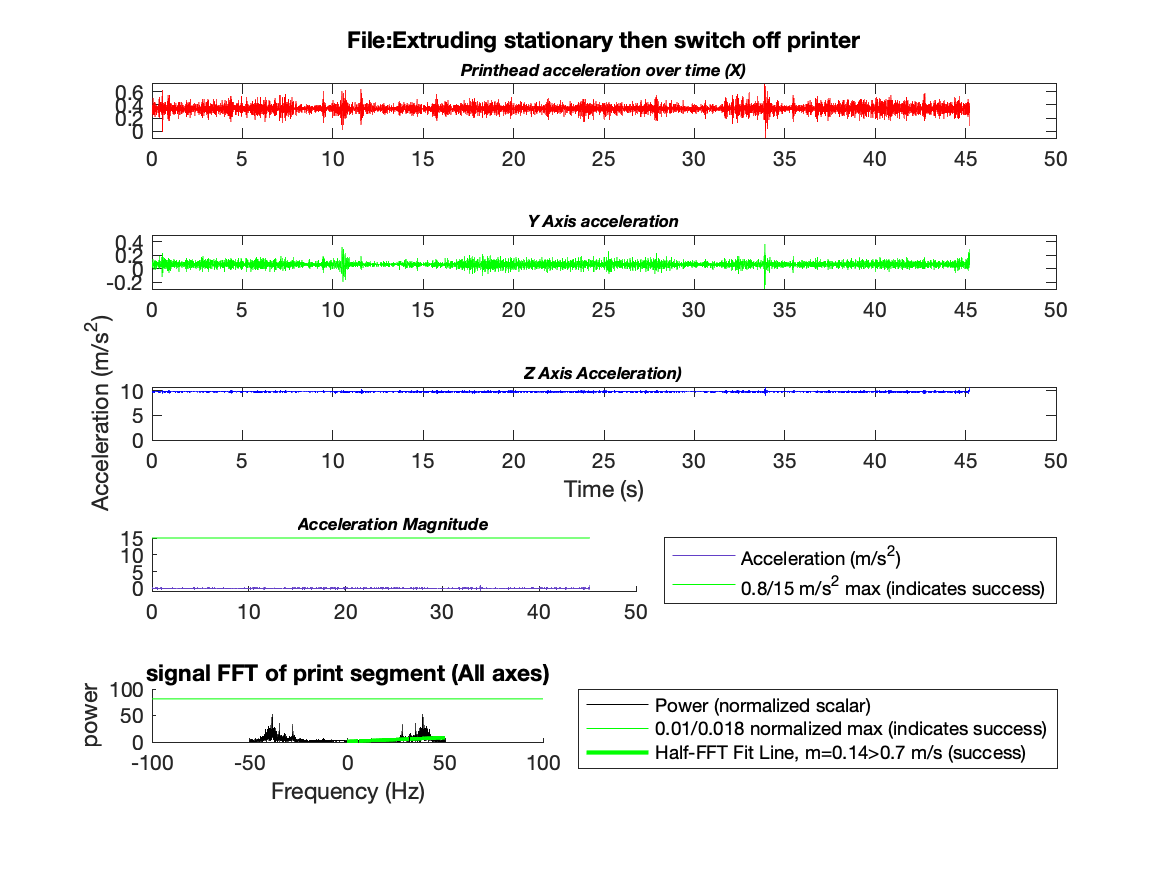 File:Extruding stationary then switch off printer
Printhead acceleration over time (X)
0.6
0.4
0.2
0
0 5 10 15 20 25 30 35 40 45 50
Y Axis acceleration
0.4
0.2
0
-0.2
0 5 10 15 20 25 30 35 40 45 50
Acceleration (m/s²)
Z Axis Acceleration)
10
5
0
0 5 10 15 20 25 30 35 40 45 50
Time (s)
Acceleration Magnitude
15
10
5
0
0 10 20 30 40 50
Acceleration (m/s²)
0.8/15 m/s² max (indicates success)
signal FFT of print segment (All axes)
power
100
50
0
-100 -50 0 50 100
Frequency (Hz)
Power (normalized scalar)
0.01/0.018 normalized max (indicates success)
Half-FFT Fit Line, m=0.14>0.7 m/s (success)